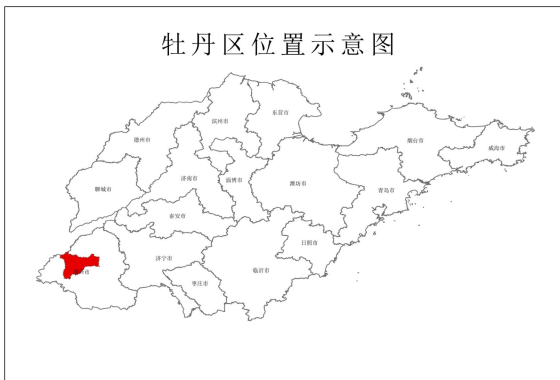 牡丹区位置示意图
东营市
滨州市
德州市
烟台市
威海市
济南市
淄博市
潍坊市
聊城市
青岛市
泰安市
日照市
济宁市
临沂市
枣庄市